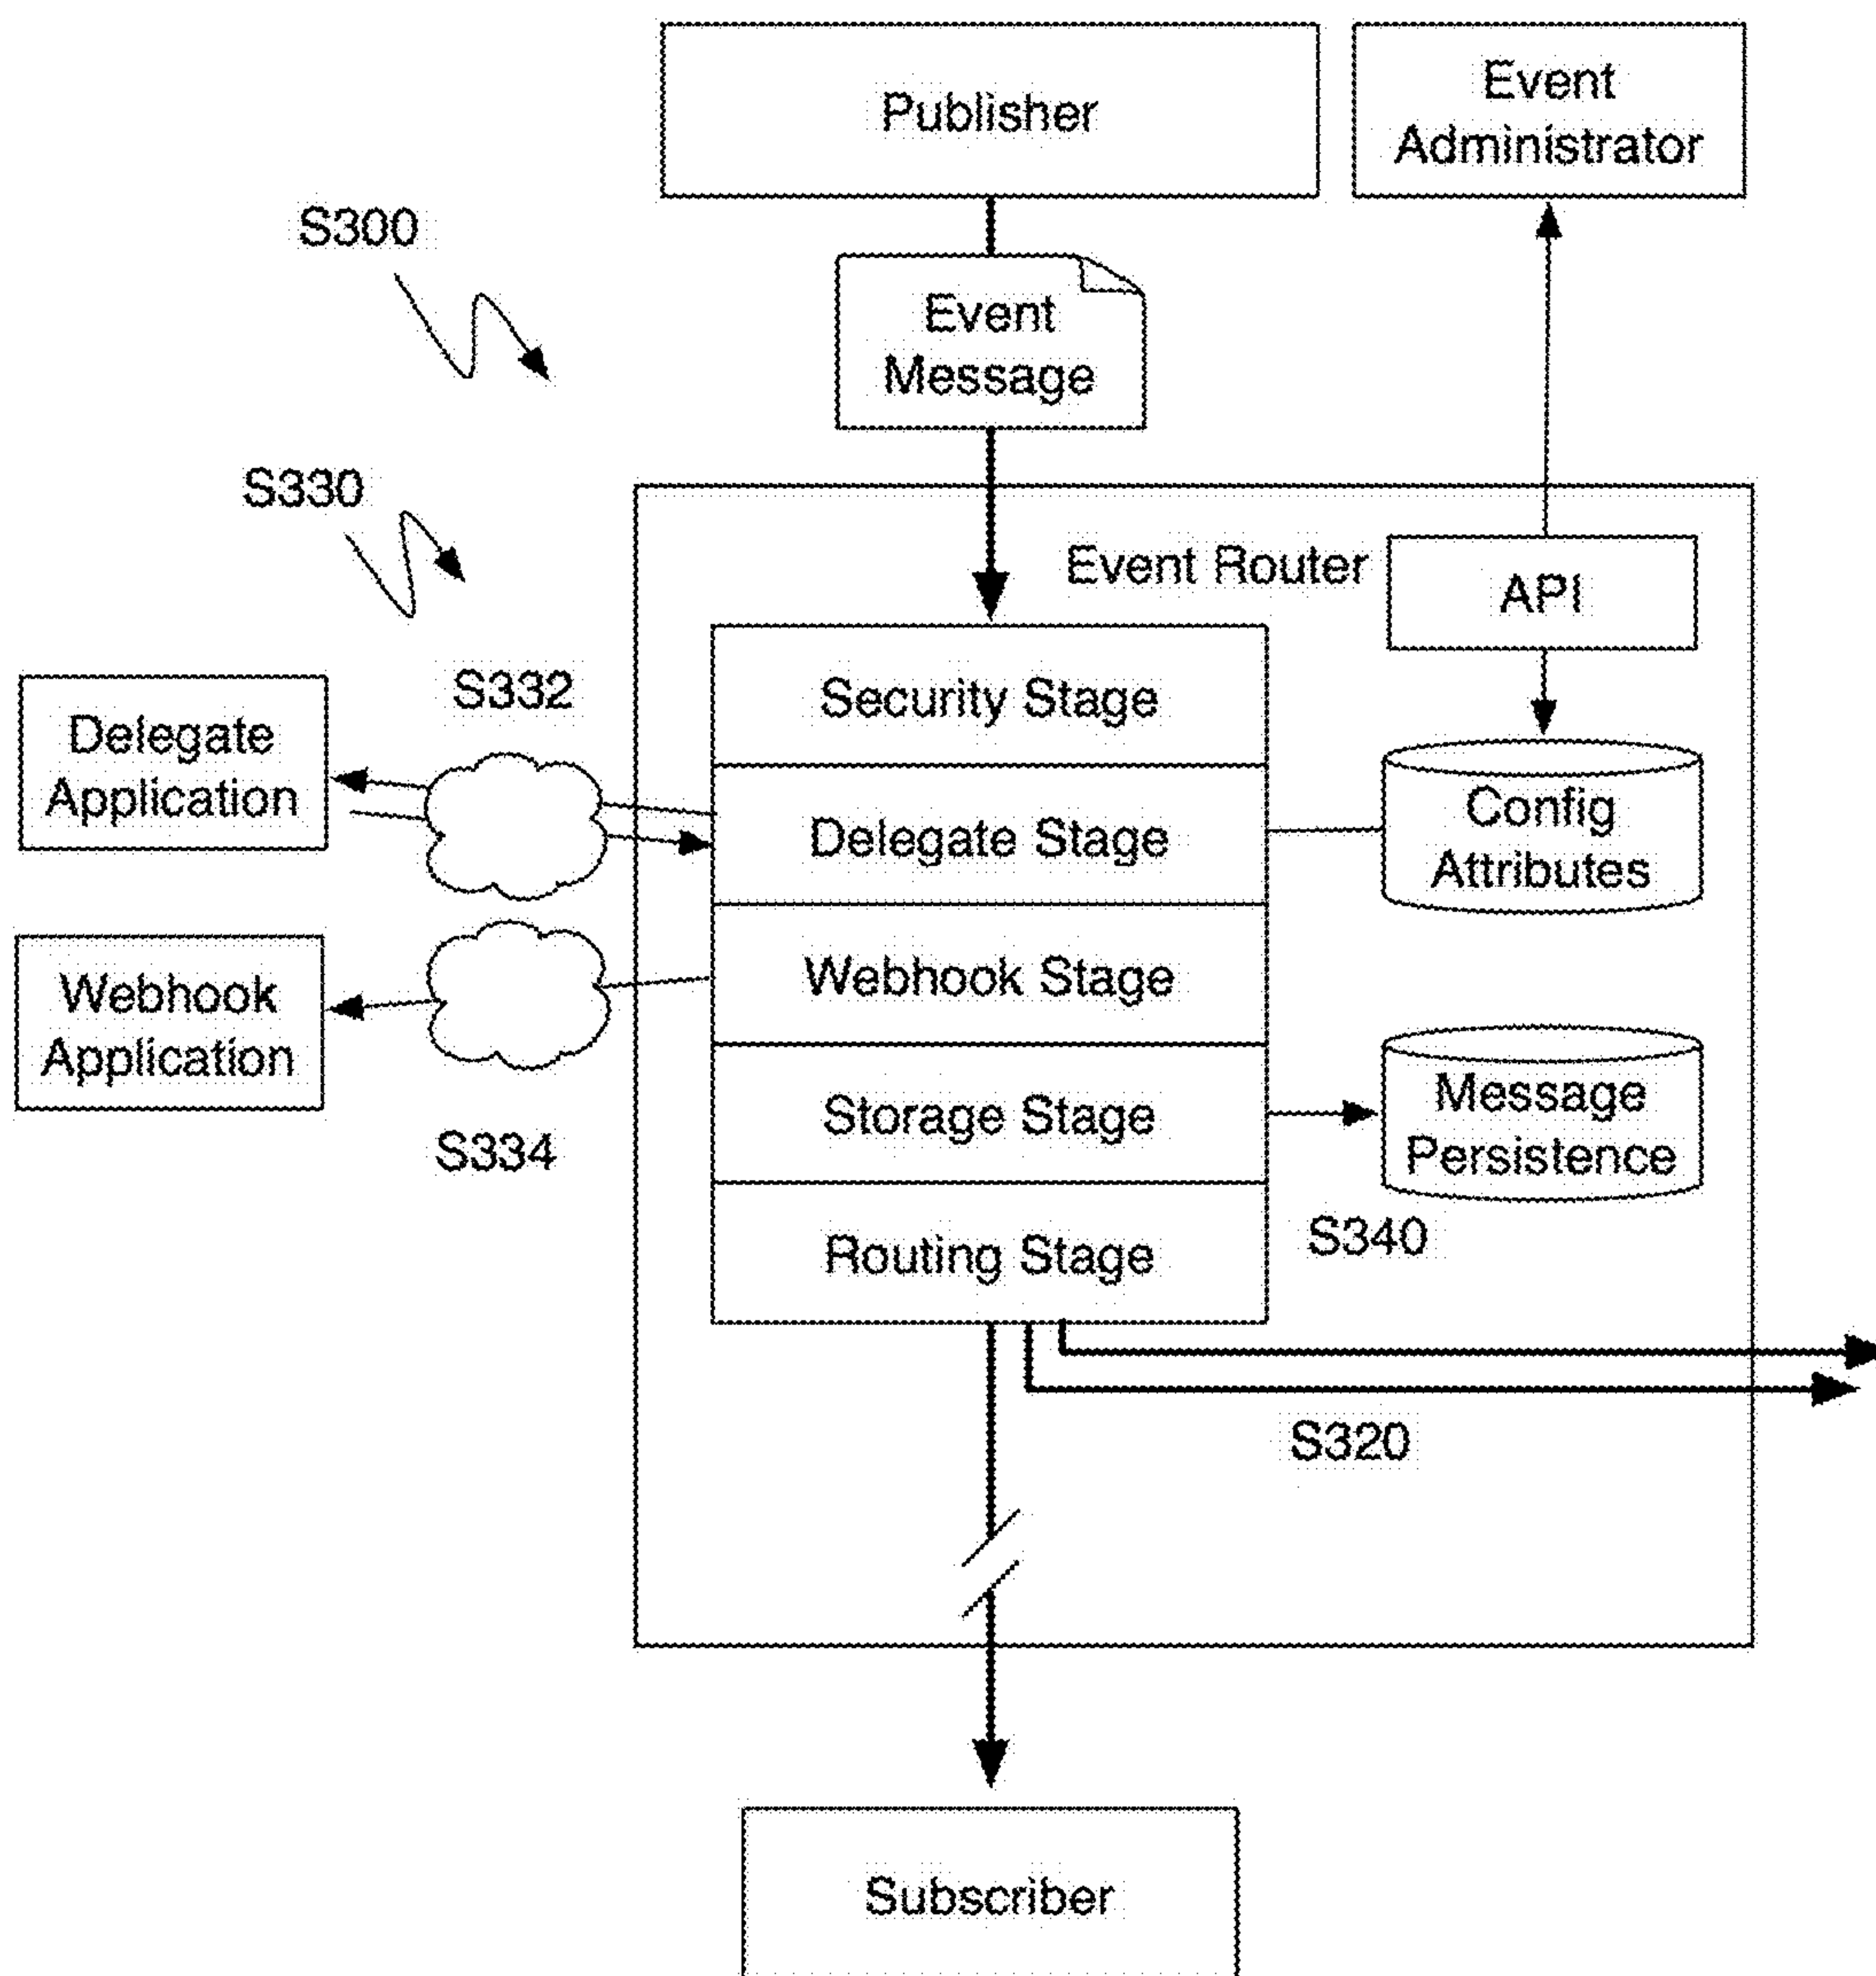 Publisher
Event
Administrator
S300
Event
Message
S330
Event Router
API
Security Stage
S332
Delegate
Application
Delegate Stage
Config
Attributes
Webhook Stage
Webhook
Application
Storage Stage
Message
Persistence
S334
Routing Stage
S340
S320
Subscriber